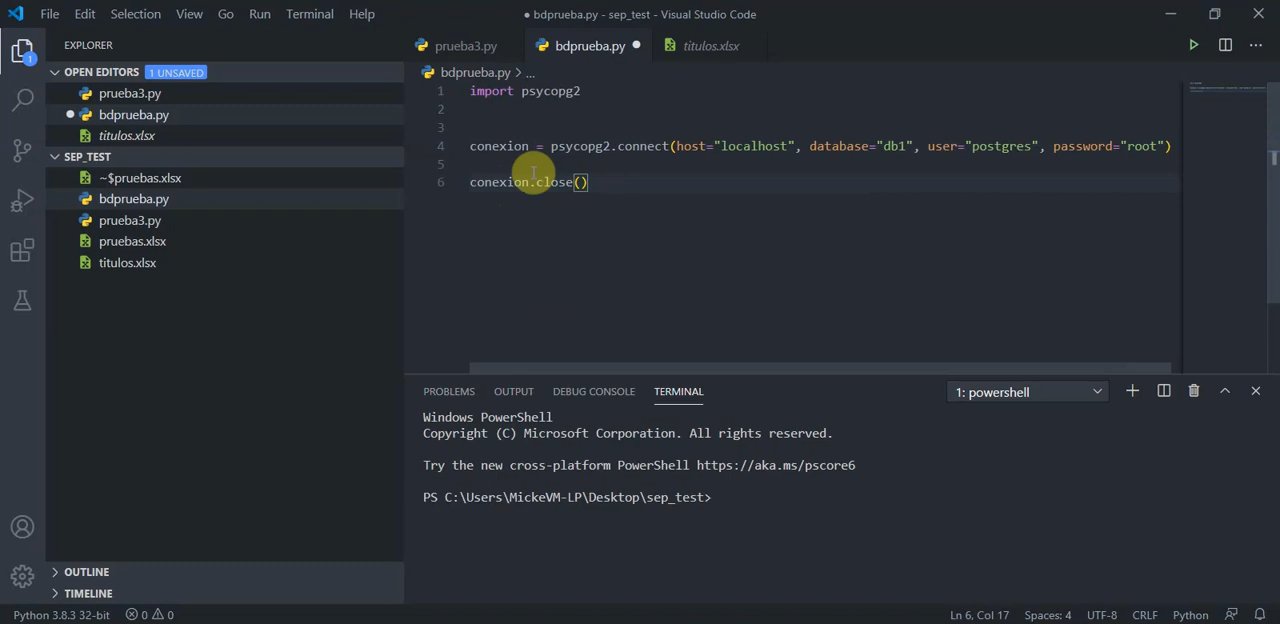 File Edit Selection View Go Run Terminal Help
● bdprueba.py - sep_test - Visual Studio Code
EXPLORER
OPEN EDITORS 1 UNSAVED
prueba3.py
bdprueba.py
titulos.xlsx
SEP_TEST
~$pruebas.xlsx
bdprueba.py
prueba3.py
pruebas.xlsx
titulos.xlsx
OUTLINE
TIMELINE
1
prueba3.py bdprueba.py ● titulos.xlsx
bdprueba.py > ...
1 import psycopg2
2
3
4 conexion = psycopg2.connect(host="localhost", database="db1", user="postgres", password="root")
5
6 conexion.close()
PROBLEMS OUTPUT DEBUG CONSOLE TERMINAL 1: powershell
Windows PowerShell
Copyright (C) Microsoft Corporation. All rights reserved.
Try the new cross-platform PowerShell https://aka.ms/pscore6
PS C:\Users\MickeVM-LP\Desktop\sep_test>
Python 3.8.3 32-bit 0 0 Ln 6, Col 17 Spaces: 4 UTF-8 CRLF Python